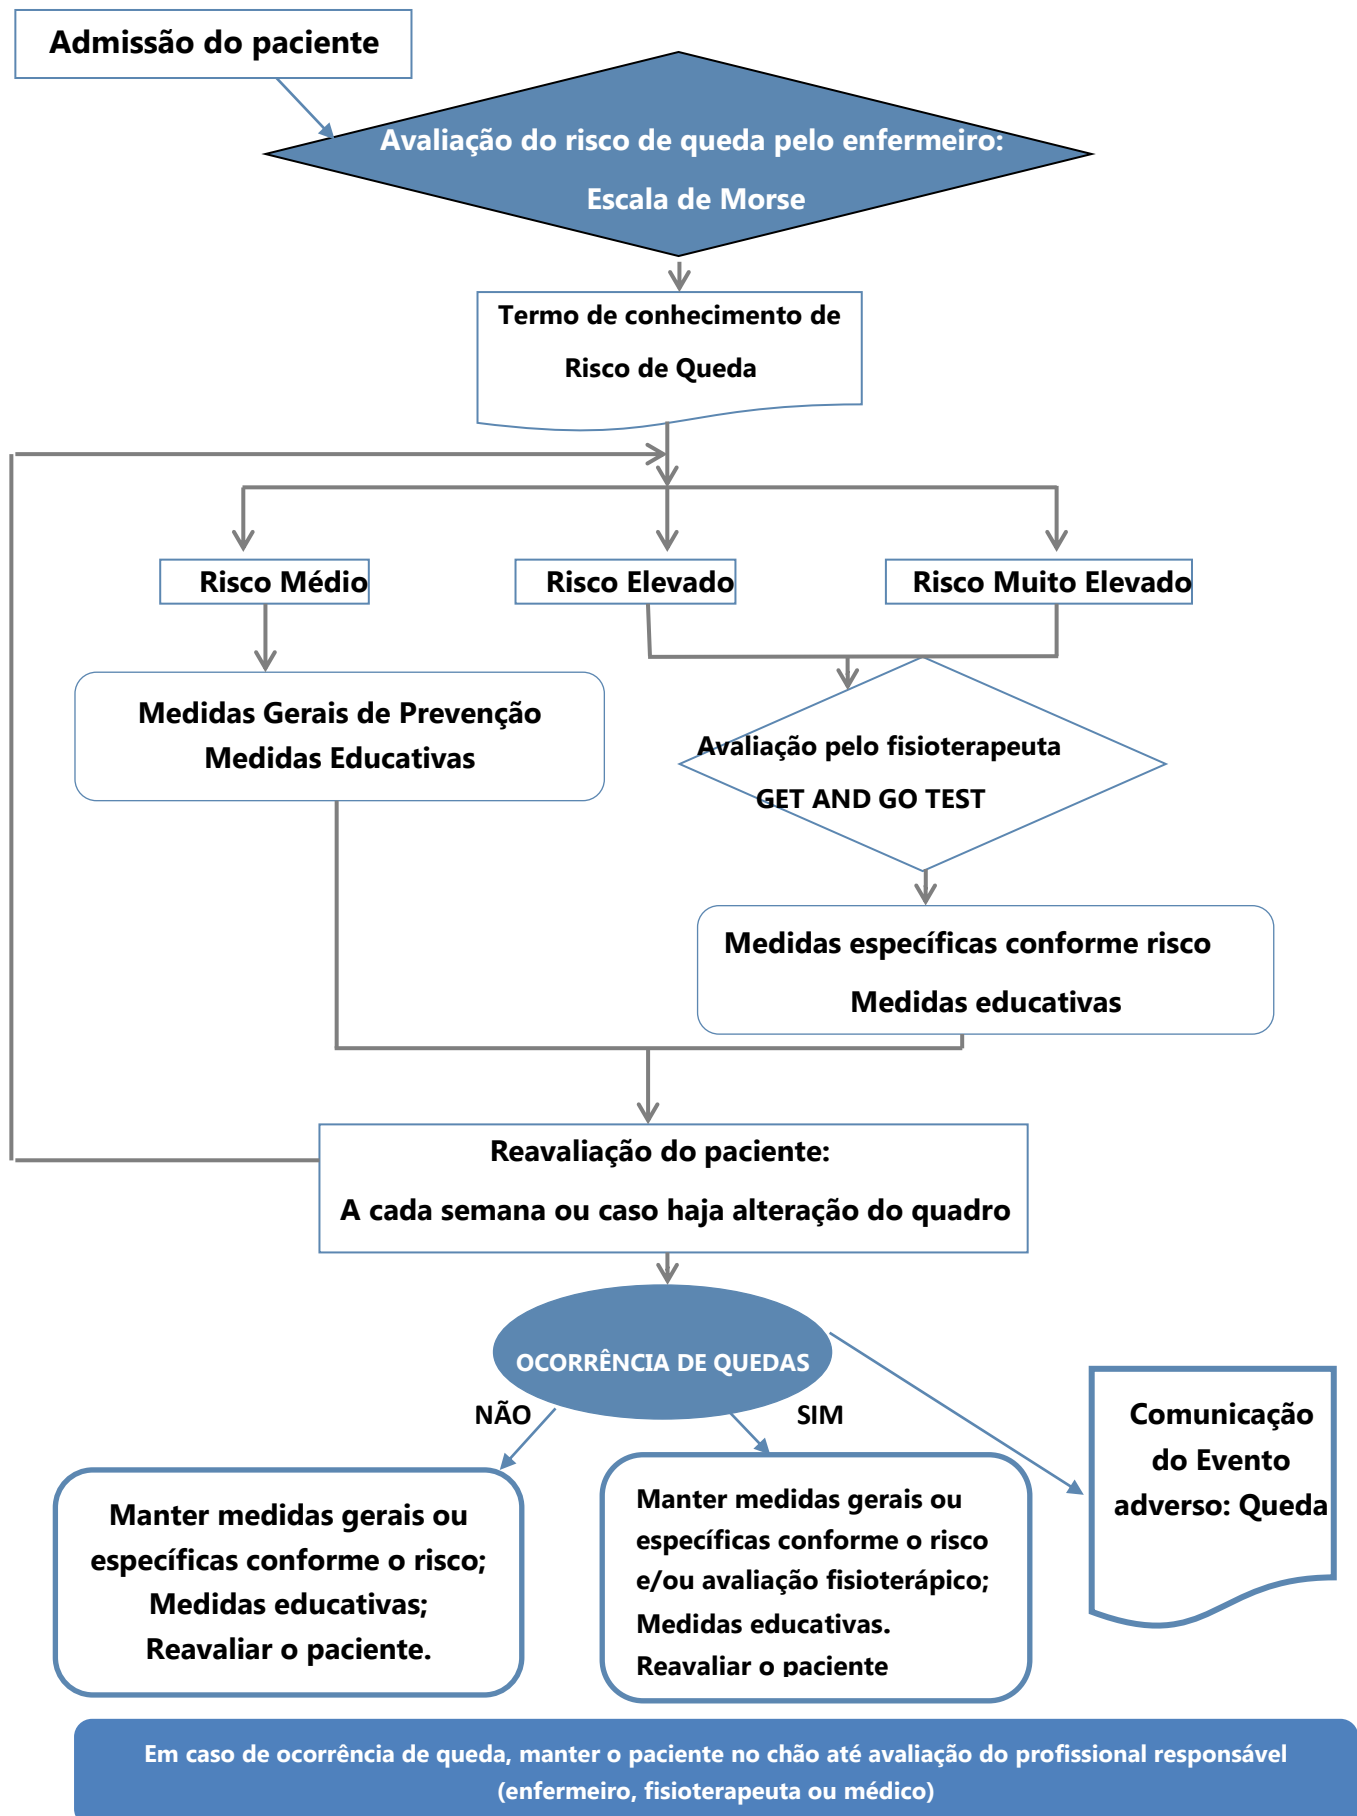 Admissão do paciente
Avaliação do risco de queda pelo enfermeiro:
Escala de Morse
Termo de conhecimento de
Risco de Queda
Risco Médio
Risco Elevado
Risco Muito Elevado
Medidas Gerais de Prevenção
Medidas Educativas
Avaliação pelo fisioterapeuta
GET AND GO TEST
Medidas específicas conforme risco
Medidas educativas
Reavaliação do paciente:
A cada semana ou caso haja alteração do quadro
OCORRÊNCIA DE QUEDAS
NÃO
SIM
Manter medidas gerais ou
específicas conforme o risco;
Medidas educativas;
Reavaliar o paciente.
Manter medidas gerais ou
específicas conforme o risco
e/ou avaliação fisioterápico;
Medidas educativas.
Reavaliar o paciente
Comunicação
do Evento
adverso: Queda
Em caso de ocorrência de queda, manter o paciente no chão até avaliação do profissional responsável
(enfermeiro, fisioterapeuta ou médico)